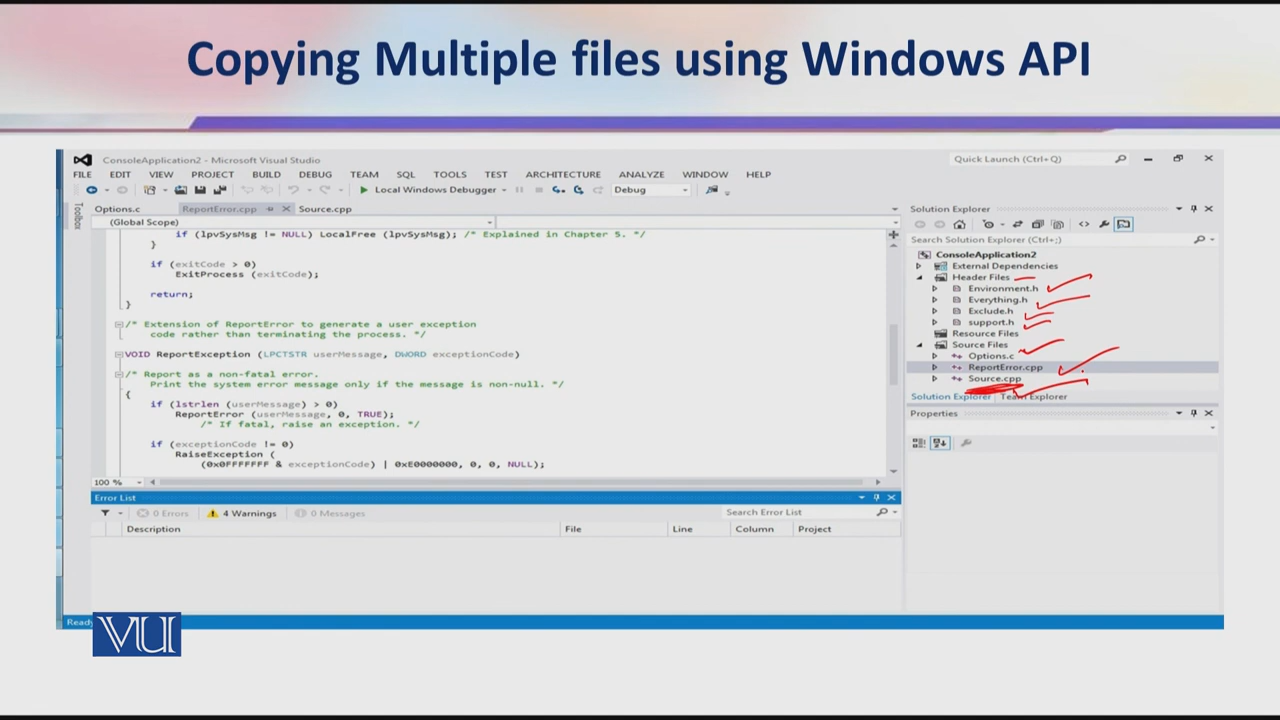 Copying Multiple files using Windows API
ConsoleApplication2 - Microsoft Visual Studio
Quick Launch (Ctrl+Q)
FILE EDIT VIEW PROJECT BUILD DEBUG TEAM SQL TOOLS TEST ARCHITECTURE ANALYZE WINDOW HELP
Local Windows Debugger Debug
Toolbox
Options.c ReportError.cpp Source.cpp
(Global Scope)
if (lpvSysMsg != NULL) LocalFree (lpvSysMsg); /* Explained in Chapter 5. */
}
if (exitCode > 0)
ExitProcess (exitCode);
return;
}
/* Extension of ReportError to generate a user exception
code rather than terminating the process. */
VOID ReportException (LPCTSTR userMessage, DWORD exceptionCode)
/* Report as a non-fatal error.
Print the system error message only if the message is non-null. */
{
if (lstrlen (userMessage) > 0)
ReportError (userMessage, 0, TRUE);
/* If fatal, raise an exception. */
if (exceptionCode != 0)
RaiseException (
(0x0FFFFFFF & exceptionCode) | 0xE0000000, 0, 0, NULL);
100 %
Solution Explorer
Search Solution Explorer (Ctrl+;)
ConsoleApplication2
External Dependencies
Header Files
Environment.h
Everything.h
Exclude.h
support.h
Resource Files
Source Files
Options.c
ReportError.cpp
Source.cpp
Solution Explorer Team Explorer
Properties
Error List
0 Errors 4 Warnings 0 Messages Search Error List
Description File Line Column Project
Ready
VU